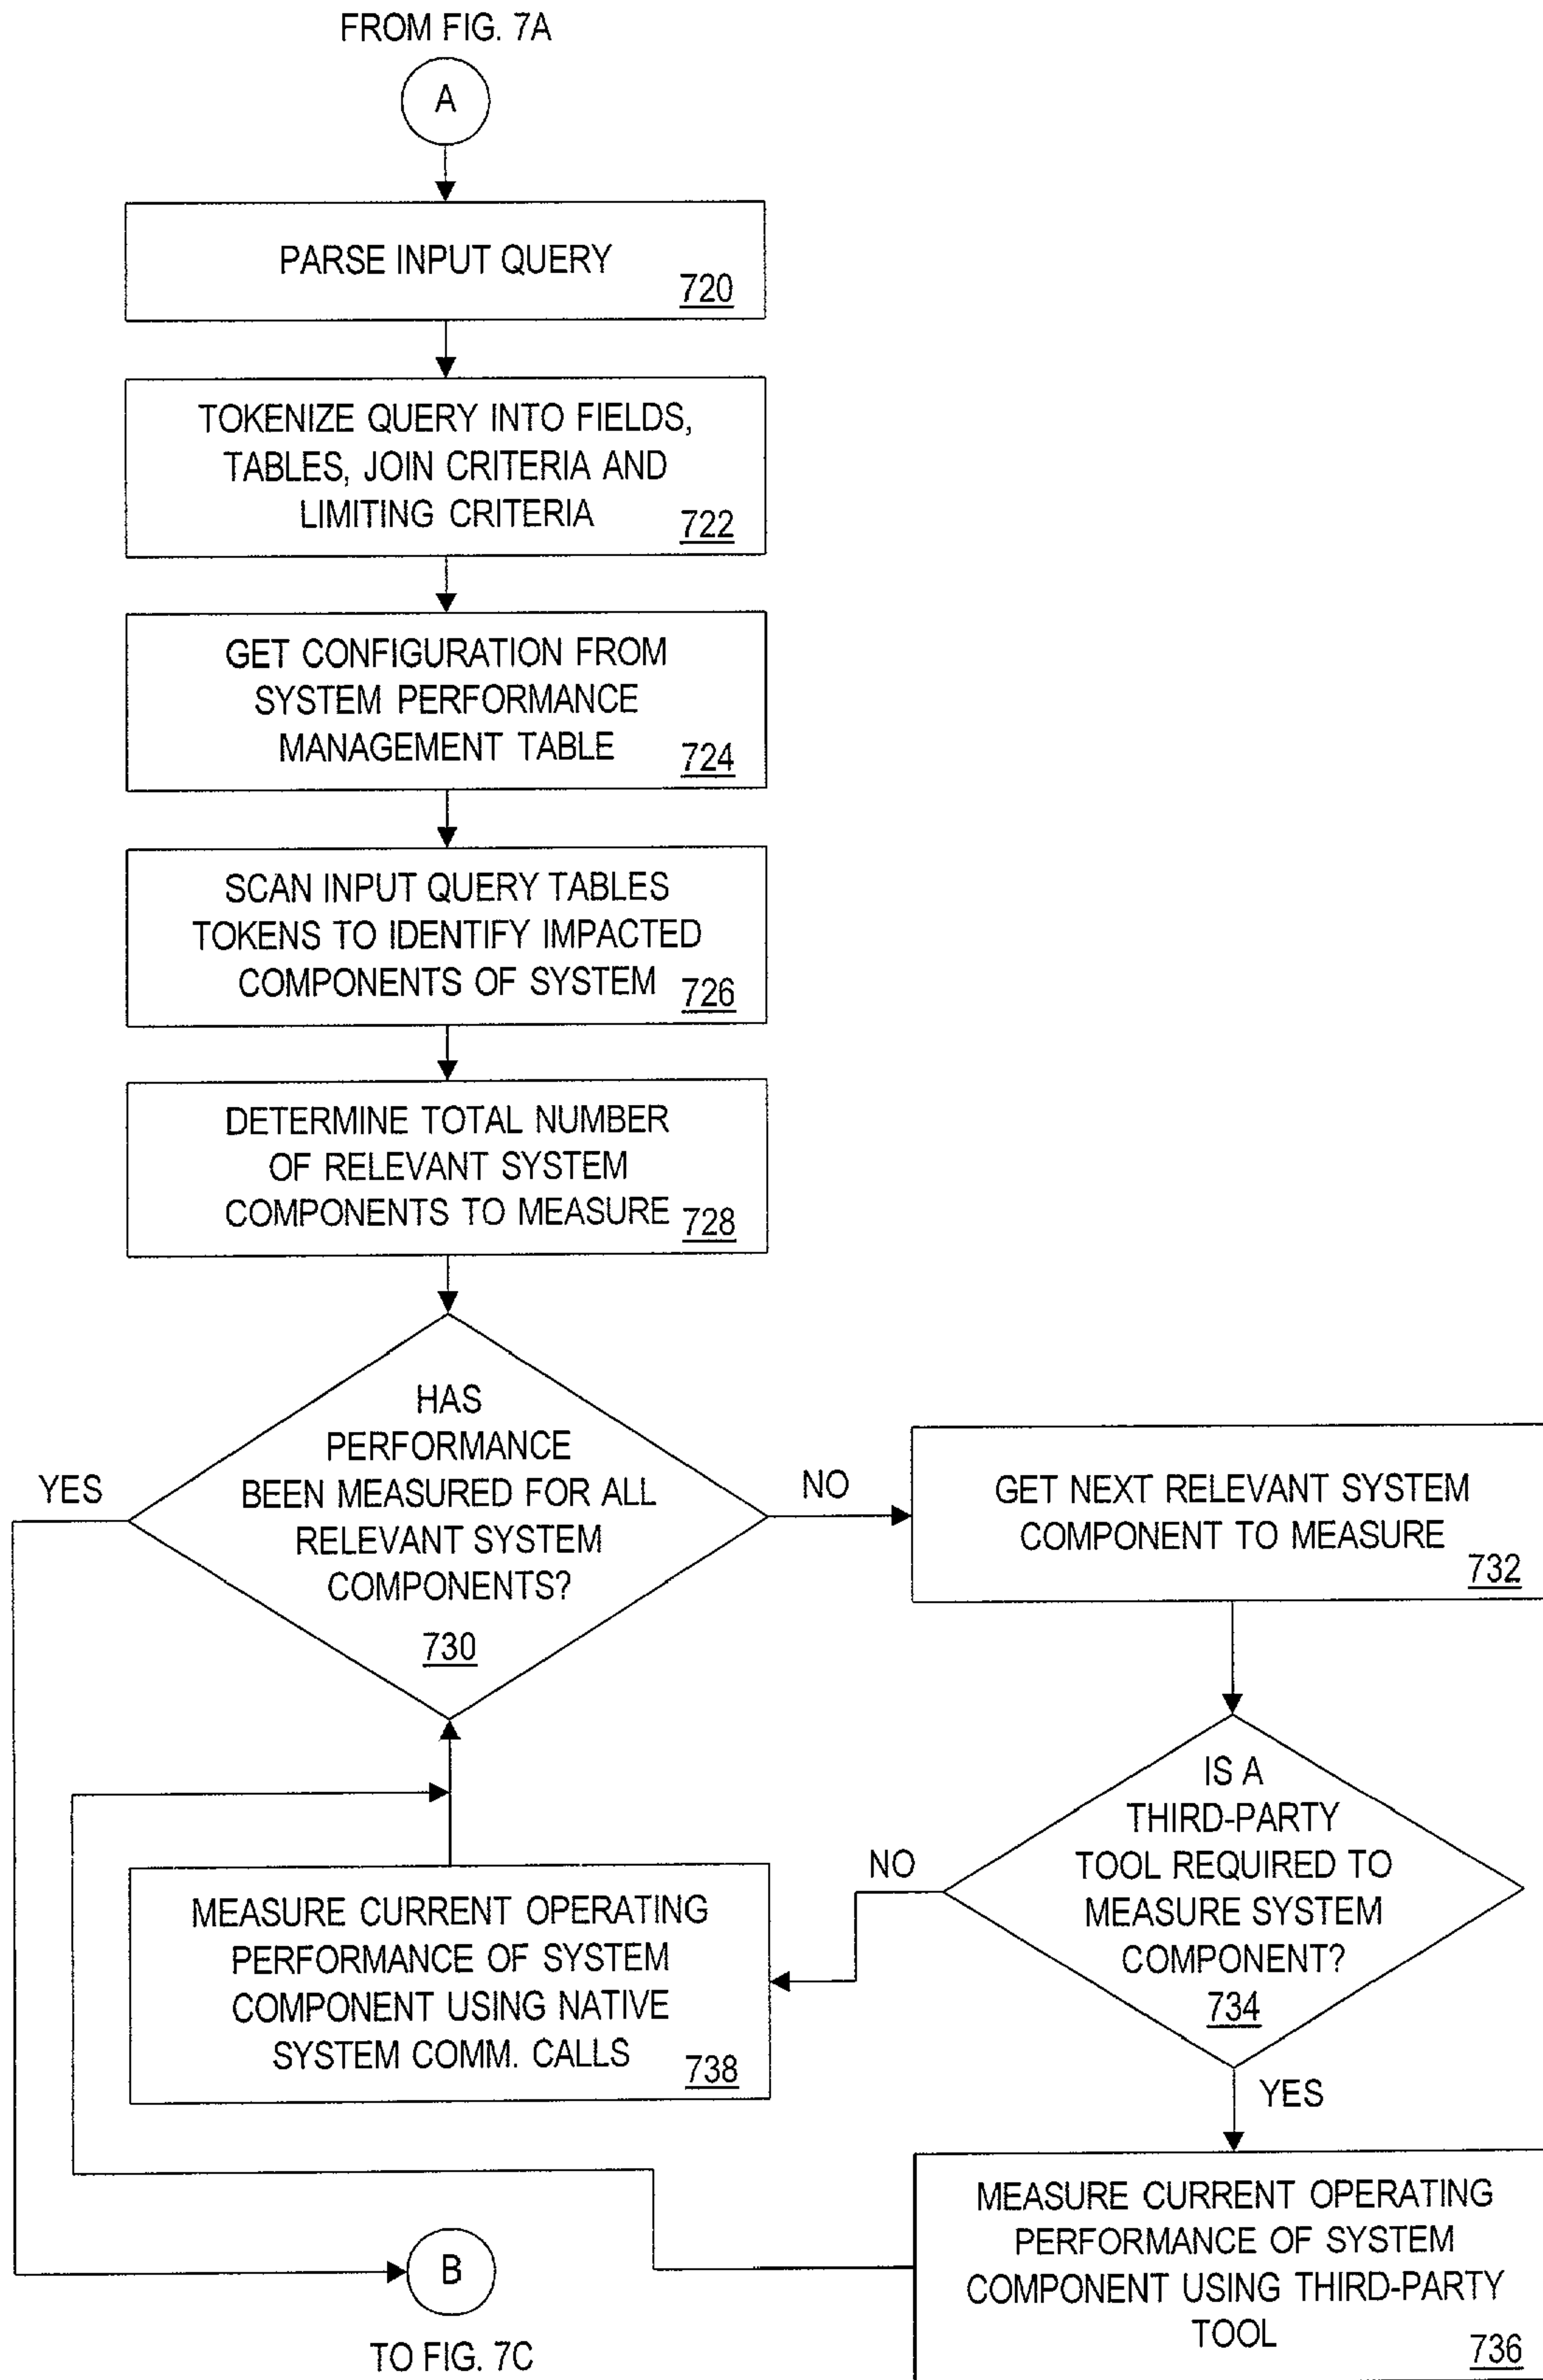 FROM FIG. 7A
A
PARSE INPUT QUERY
720
TOKENIZE QUERY INTO FIELDS,
TABLES, JOIN CRITERIA AND
LIMITING CRITERIA
722
GET CONFIGURATION FROM
SYSTEM PERFORMANCE
MANAGEMENT TABLE
724
SCAN INPUT QUERY TABLES
TOKENS TO IDENTIFY IMPACTED
COMPONENTS OF SYSTEM
726
DETERMINE TOTAL NUMBER
OF RELEVANT SYSTEM
COMPONENTS TO MEASURE
728
HAS
PERFORMANCE
BEEN MEASURED FOR ALL
RELEVANT SYSTEM
COMPONENTS?
730
YES
NO
GET NEXT RELEVANT SYSTEM
COMPONENT TO MEASURE
732
IS A
THIRD-PARTY
TOOL REQUIRED TO
MEASURE SYSTEM
COMPONENT?
734
NO
YES
MEASURE CURRENT OPERATING
PERFORMANCE OF SYSTEM
COMPONENT USING NATIVE
SYSTEM COMM. CALLS
738
MEASURE CURRENT OPERATING
PERFORMANCE OF SYSTEM
COMPONENT USING THIRD-PARTY
TOOL
736
B
TO FIG. 7C